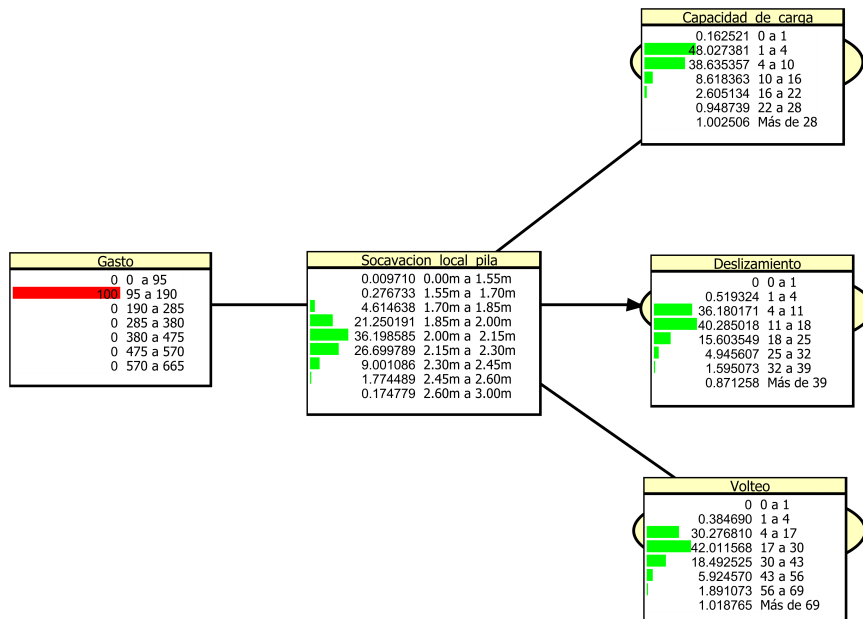 Capacidad de carga
0.162521 0 a 1
48.027381 1 a 4
38.635357 4 a 10
8.618363 10 a 16
2.605134 16 a 22
0.948739 22 a 28
1.002506 Más de 28
Gasto
0 0 a 95
100 95 a 190
0 190 a 285
0 285 a 380
0 380 a 475
0 475 a 570
0 570 a 665
Socavacion local pila
0.009710 0.00m a 1.55m
0.276733 1.55m a 1.70m
4.614638 1.70m a 1.85m
21.250191 1.85m a 2.00m
36.198585 2.00m a 2.15m
26.699789 2.15m a 2.30m
9.001086 2.30m a 2.45m
1.774489 2.45m a 2.60m
0.174779 2.60m a 3.00m
Deslizamiento
0 0 a 1
0.519324 1 a 4
36.180171 4 a 11
40.285018 11 a 18
15.603549 18 a 25
4.945607 25 a 32
1.595073 32 a 39
0.871258 Más de 39
Volteo
0 0 a 1
0.384690 1 a 4
30.276810 4 a 17
42.011568 17 a 30
18.492525 30 a 43
5.924570 43 a 56
1.891073 56 a 69
1.018765 Más de 69